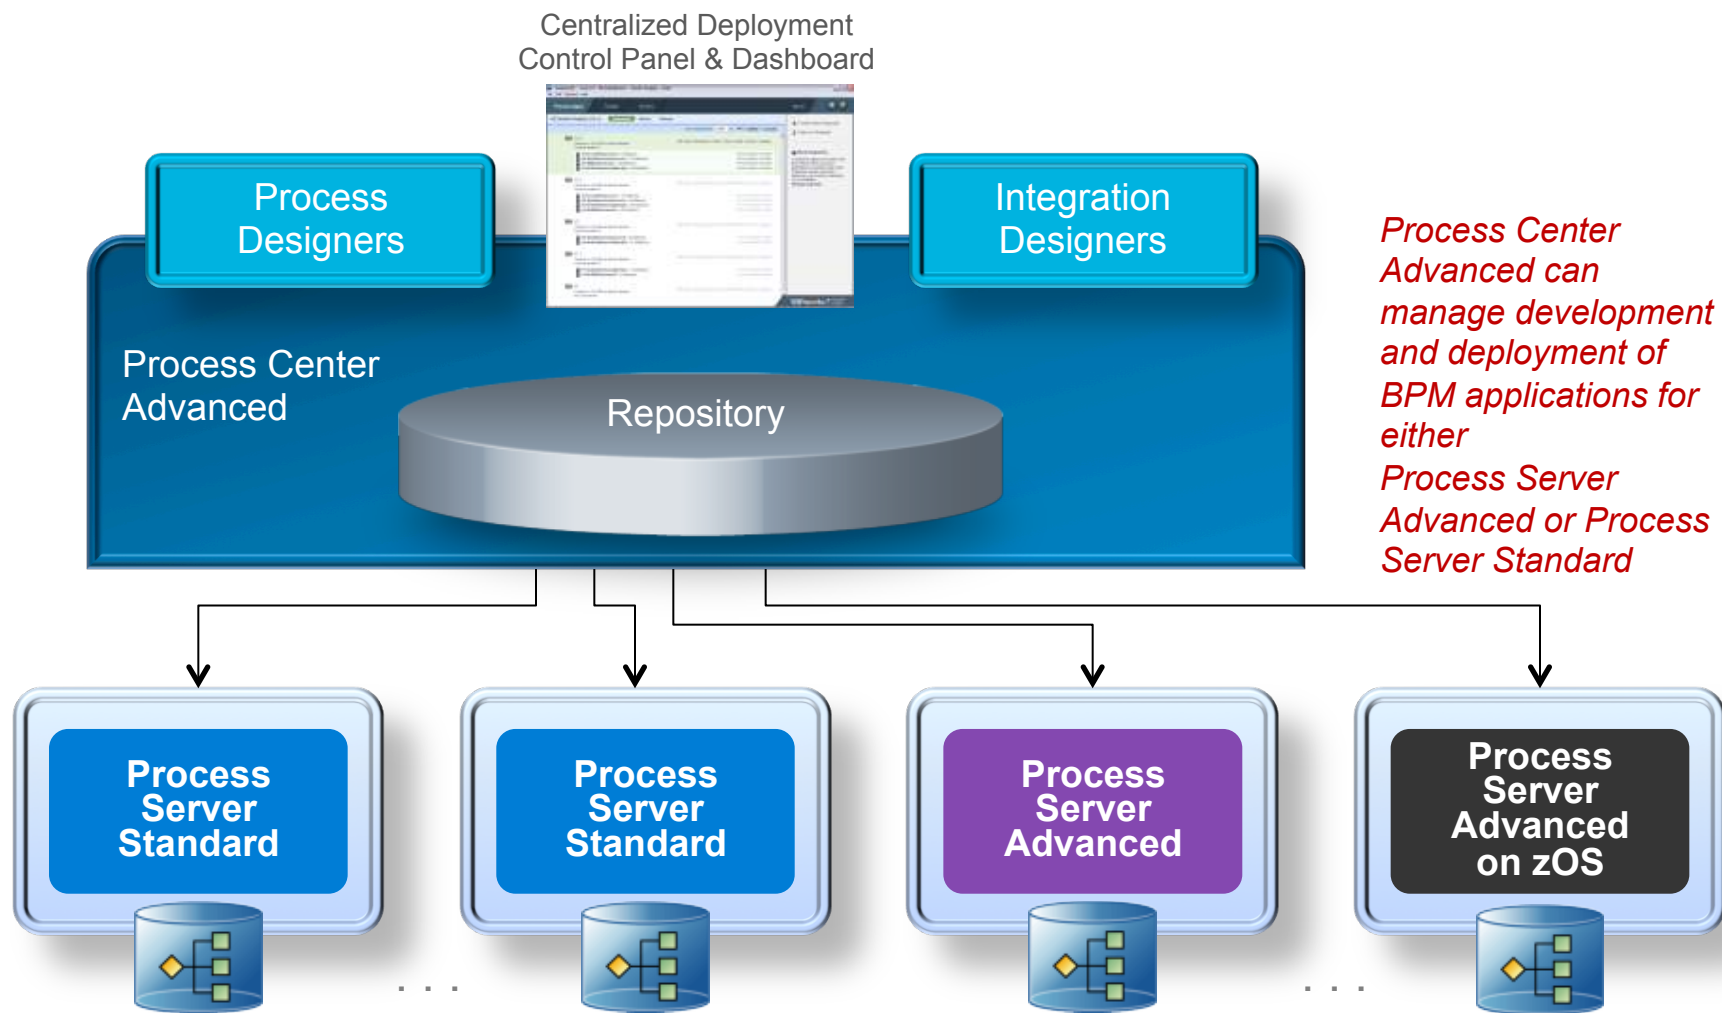 Centralized Deployment
Control Panel & Dashboard
Process
Designers
Integration
Designers
Process Center
Advanced
Repository
Process Center
Advanced can
manage development
and deployment of
BPM applications for
either
Process Server
Advanced or Process
Server Standard
Process
Server
Standard
Process
Server
Standard
Process
Server
Advanced
Process
Server
Advanced
on zOS
. . .
. . .